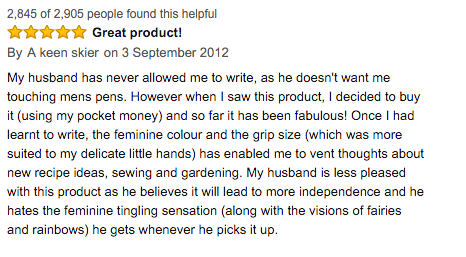 2,845 of 2,905 people found this helpful
Great product!
By A keen skier on 3 September 2012
My husband has never allowed me to write, as he doesn't want me
touching mens pens. However when I saw this product, I decided to buy
it (using my pocket money) and so far it has been fabulous! Once I had
learnt to write, the feminine colour and the grip size (which was more
suited to my delicate little hands) has enabled me to vent thoughts about
new recipe ideas, sewing and gardening. My husband is less pleased
with this product as he believes it will lead to more independence and he
hates the feminine tingling sensation (along with the visions of fairies
and rainbows) he gets whenever he picks it up.